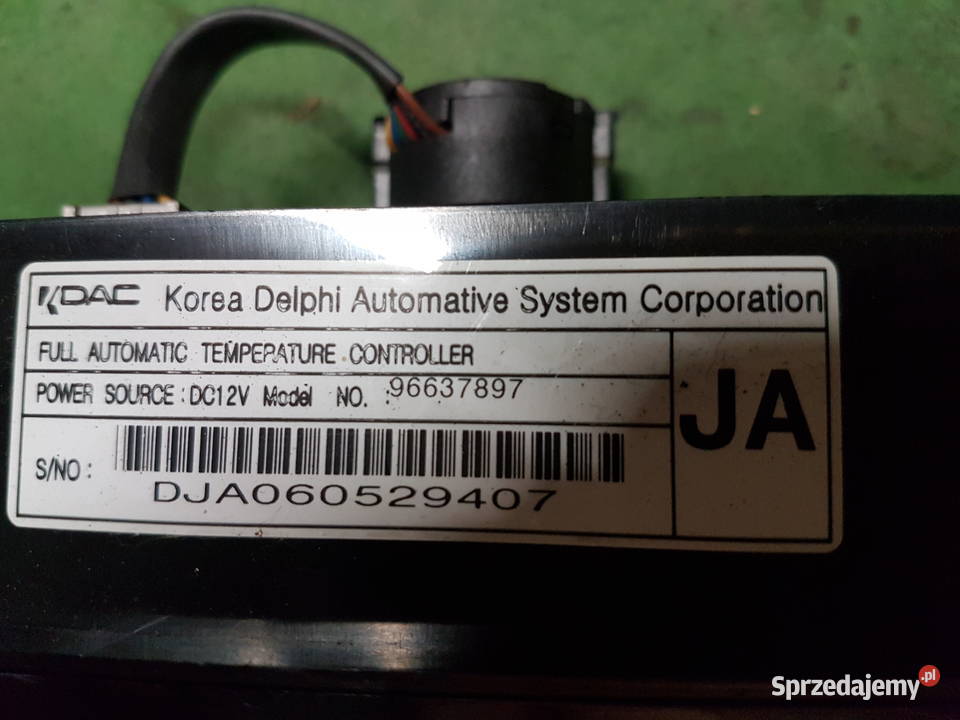 KDAC Korea Delphi Automative System Corporation
FULL AUTOMATIC TEMPERATURE CONTROLLER
POWER SOURCE : DC12V Model NO. : 96637897
JA
S/NO :
DJA060529407
Sprzedajemy.pl